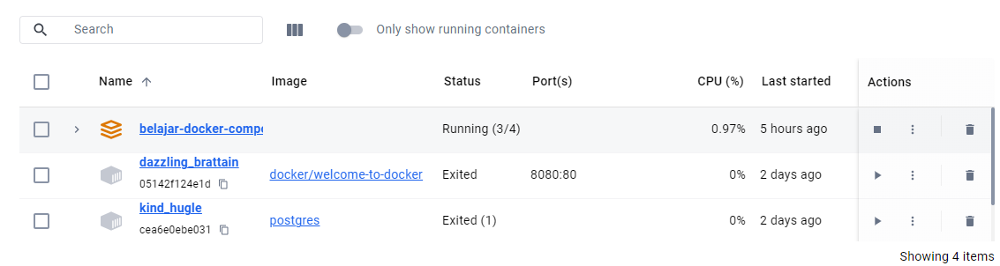 Search
Only show running containers
Name Image Status Port(s) CPU (%) Last started Actions
belajar-docker-comp Running (3/4) 0.97% 5 hours ago
dazzling_brattain
docker/welcome-to-docker Exited 8080:80 0% 2 days ago
05142f124e1d
kind_hugle
postgres Exited (1) 0% 2 days ago
cea6e0ebe031
Showing 4 items